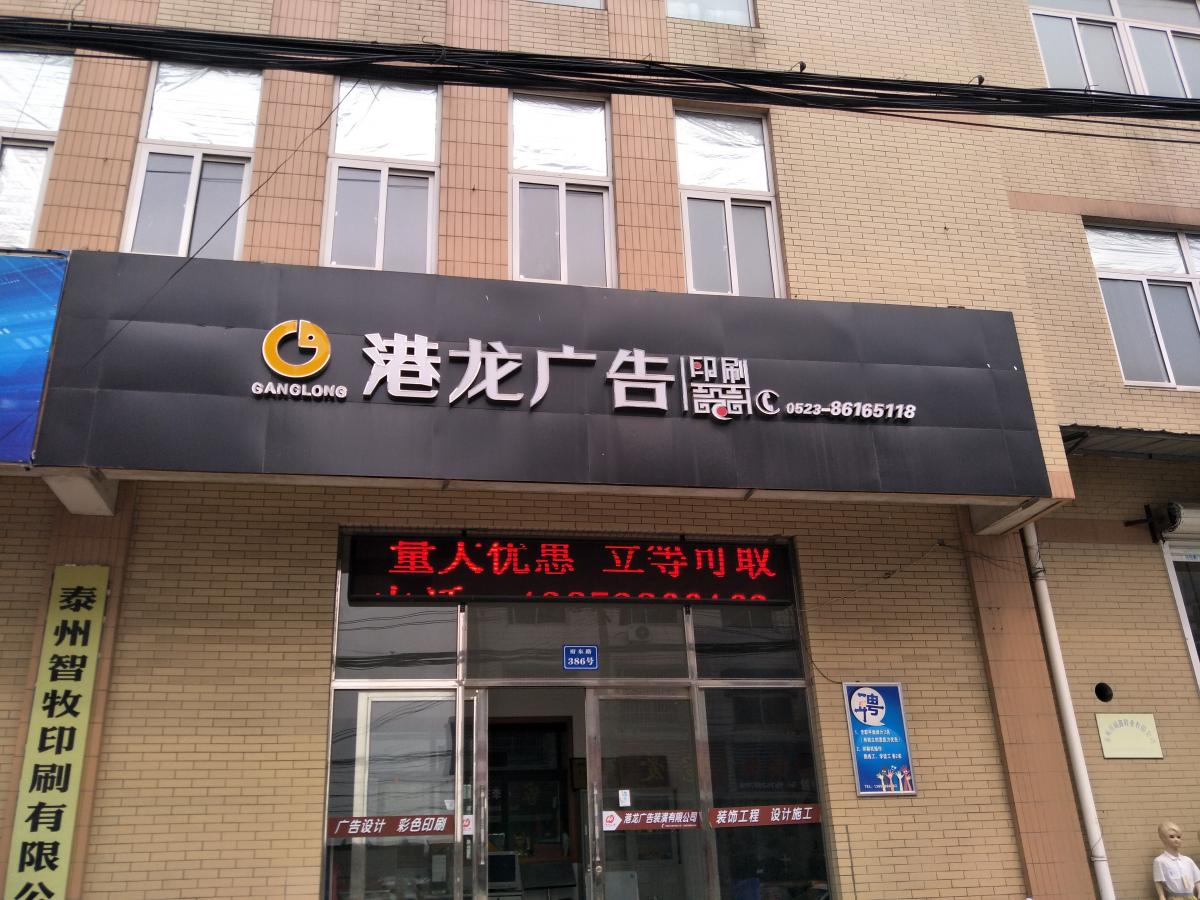 GANGLONG
港龙广告
印刷
0523-86165118
量大优惠 立等可取
府东路
386号
泰州智牧印刷有限公
聘
广告设计 彩色印刷
港龙广告装潢有限公司
装饰工程 设计施工